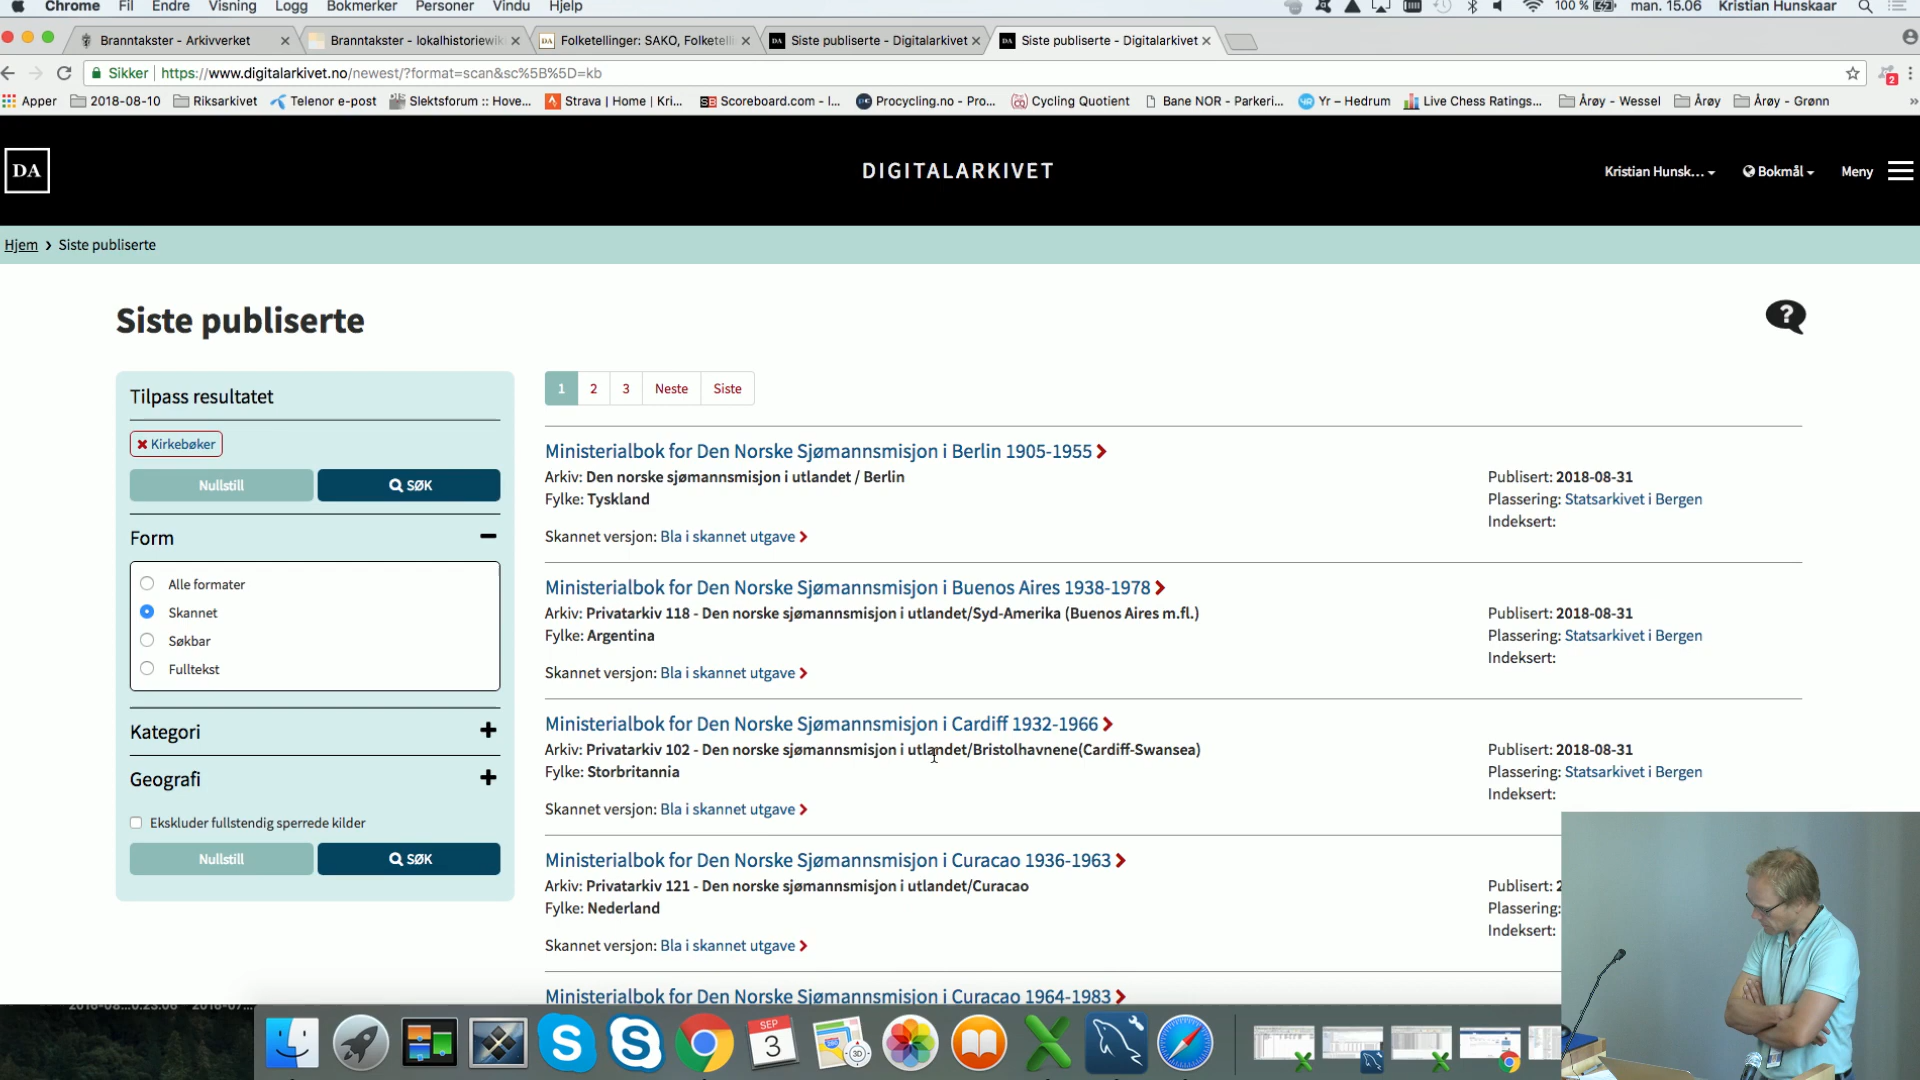 Chrome Fil Endre Visning Logg Bokmerker Personer Vindu Hjelp 100 % man. 15.06 Kristian Hunskaar
Branntakster - Arkivverket Branntakster - lokalhistoriewik Folketellinger: SAKO, Folketelli Siste publiserte - Digitalarkivet Siste publiserte - Digitalarkivet
Sikker https://www.digitalarkivet.no/newest/?format=scan&sc%5B%5D=kb 2
Apper 2018-08-10 Riksarkivet Telenor e-post Slektsforum :: Hove... Strava | Home | Kri... Scoreboard.com - l... Procycling.no - Pro... Cycling Quotient Bane NOR - Parkeri... Yr – Hedrum Live Chess Ratings... Årøy - Wessel Årøy Årøy - Grønn »
DA DIGITALARKIVET Kristian Hunsk... Bokmål Meny
Hjem › Siste publiserte
Siste publiserte ?
Tilpass resultatet
Kirkebøker
Nullstill SØK
Form
Alle formater
Skannet
Søkbar
Fulltekst
Kategori
Geografi
Ekskluder fullstendig sperrede kilder
Nullstill SØK
1 2 3 Neste Siste
Ministerialbok for Den Norske Sjømannsmisjon i Berlin 1905-1955
Arkiv: Den norske sjømannsmisjon i utlandet / Berlin
Fylke: Tyskland
Skannet versjon: Bla i skannet utgave
Publisert: 2018-08-31
Plassering: Statsarkivet i Bergen
Indeksert:
Ministerialbok for Den Norske Sjømannsmisjon i Buenos Aires 1938-1978
Arkiv: Privatarkiv 118 - Den norske sjømannsmisjon i utlandet/Syd-Amerika (Buenos Aires m.fl.)
Fylke: Argentina
Skannet versjon: Bla i skannet utgave
Publisert: 2018-08-31
Plassering: Statsarkivet i Bergen
Indeksert:
Ministerialbok for Den Norske Sjømannsmisjon i Cardiff 1932-1966
Arkiv: Privatarkiv 102 - Den norske sjømannsmisjon i utlandet/Bristolhavnene(Cardiff-Swansea)
Fylke: Storbritannia
Skannet versjon: Bla i skannet utgave
Publisert: 2018-08-31
Plassering: Statsarkivet i Bergen
Indeksert:
Ministerialbok for Den Norske Sjømannsmisjon i Curacao 1936-1963
Arkiv: Privatarkiv 121 - Den norske sjømannsmisjon i utlandet/Curacao
Fylke: Nederland
Skannet versjon: Bla i skannet utgave
Publisert: 2
Plassering:
Indeksert:
Ministerialbok for Den Norske Sjømannsmisjon i Curacao 1964-1983
SEP
3
3D